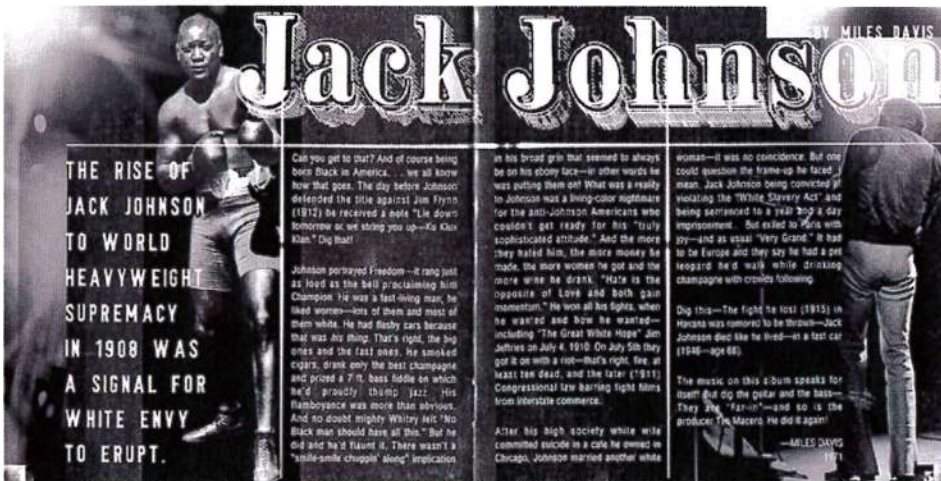 Jack Johnson
BY MILES DAVIS
THE RISE OF
JACK JOHNSON
TO WORLD
HEAVYWEIGHT
SUPREMACY
IN 1908 WAS
A SIGNAL FOR
WHITE ENVY
TO ERUPT.
Can you get to that? And of course being
born Black in America. . . we all know
how that goes. The day before Johnson
defended the title against Jim Flynn
(1912) he received a note "Lie down
tomorrow or we string you up—Ku Klux
Klan." Dig that!
Johnson portrayed Freedom—it rang just
as loud as the bell proclaiming him
Champion. He was a fast-living man, he
liked women—lots of them and most of
them white. He had flashy cars because
that was his thing. That's right, the big
ones and the fast ones. He smoked
cigars, drank only the best champagne
and prized a 7 ft. bass fiddle on which
he'd proudly thump jazz. His
flamboyance was more than obvious.
And no doubt mighty Whitey felt "No
Black man should have all this." But he
did and he'd flaunt it. There wasn't a
"smile-smile chuggin' along" implication
in his broad grin that seemed to always
be on his ebony face—in other words he
was putting them on! What was a reality
to Johnson was a living-color nightmare
for the anti-Johnson Americans who
couldn't get ready for his "truly
sophisticated attitude." And the more
they hated him, the more money he
made, the more women he got and the
more wine he drank. "Hate is the
opposite of Love and both gain
momentum." He won all his fights, when
he wanted and how he wanted—
including "The Great White Hope" Jim
Jeffries on July 4, 1910. On July 5th they
got it on with a riot—that's right, five, at
least ten dead, and the later (1911)
Congressional law barring fight films
from interstate commerce.
After his high society white wife
committed suicide in a cafe he owned in
Chicago, Johnson married another white
woman—it was no coincidence. But one
could question the frame-up he faced. I
mean, Jack Johnson being convicted of
violating the "White Slavery Act" and
being sentenced to a year and a day
imprisonment. But exiled to Paris with
joy—and as usual "Very Grand." It had
to be Europe and they say he had a pet
leopard he'd walk while drinking
champagne with crowds following.
Dig this—The fight he lost (1915) in
Havana was rumored to be thrown—Jack
Johnson died like he lived—in a fast car
(1946—age 68).
The music on this album speaks for
itself! But dig the guitar and the bass—
They are "Far-in"—and so is the
producer Teo Macero. He did it again!
—MILES DAVIS
1971